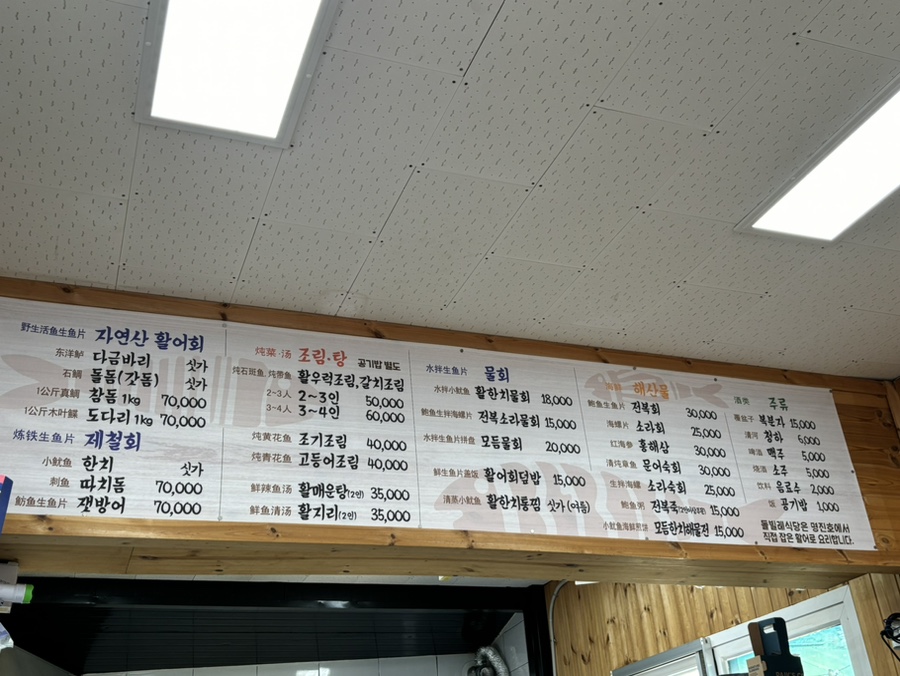 野生活鱼生鱼片 자연산 활어회
东洋鲈 다금바리 싯가
石鲷 돌돔(갓돔) 싯가
1公斤真鲷 참돔 1kg 70,000
1公斤木叶鲽 도다리 1kg 70,000
炼铁生鱼片 제철회
小鱿鱼 한치 싯가
刺鱼 따치돔 70,000
鲂鱼生鱼片 잿방어 70,000
炖菜·汤 조림·탕 공기밥 별도
炖石斑鱼 炖带鱼 활우럭조림,갈치조림
2~3人 2~3인 50,000
3~4人 3~4인 60,000
炖黄花鱼 조기조림 40,000
炖青花鱼 고등어조림 40,000
鲜辣鱼汤 활매운탕(2인) 35,000
鲜鱼清汤 활지리(2인) 35,000
水拌生鱼片 물회
水拌小鱿鱼 활한치물회 18,000
鲍鱼生拌海螺片 전복소라물회 15,000
水拌生鱼片拼盘 모듬물회 20,000
鲜生鱼片盖饭 활어회덮밥 15,000
清蒸小鱿鱼 활한치통찜 싯가 (여름)
海鲜 해산물
鲍鱼生鱼片 전복회 30,000
海螺片 소라회 25,000
红海参 홍해삼 30,000
清炖章鱼 문어숙회 30,000
生拌海螺 소라숙회 25,000
鲍鱼粥 전복죽 15,000
小鱿鱼海鲜煎饼 모듬한치해물전 15,000
酒类 주류
覆盆子 복분자 15,000
清河 청하 6,000
啤酒 맥주 5,000
烧酒 소주 5,000
饮料 음료수 2,000
饭 공기밥 1,000
돌빌레식당은 명진호에서
직접 잡은 활어로 요리합니다.